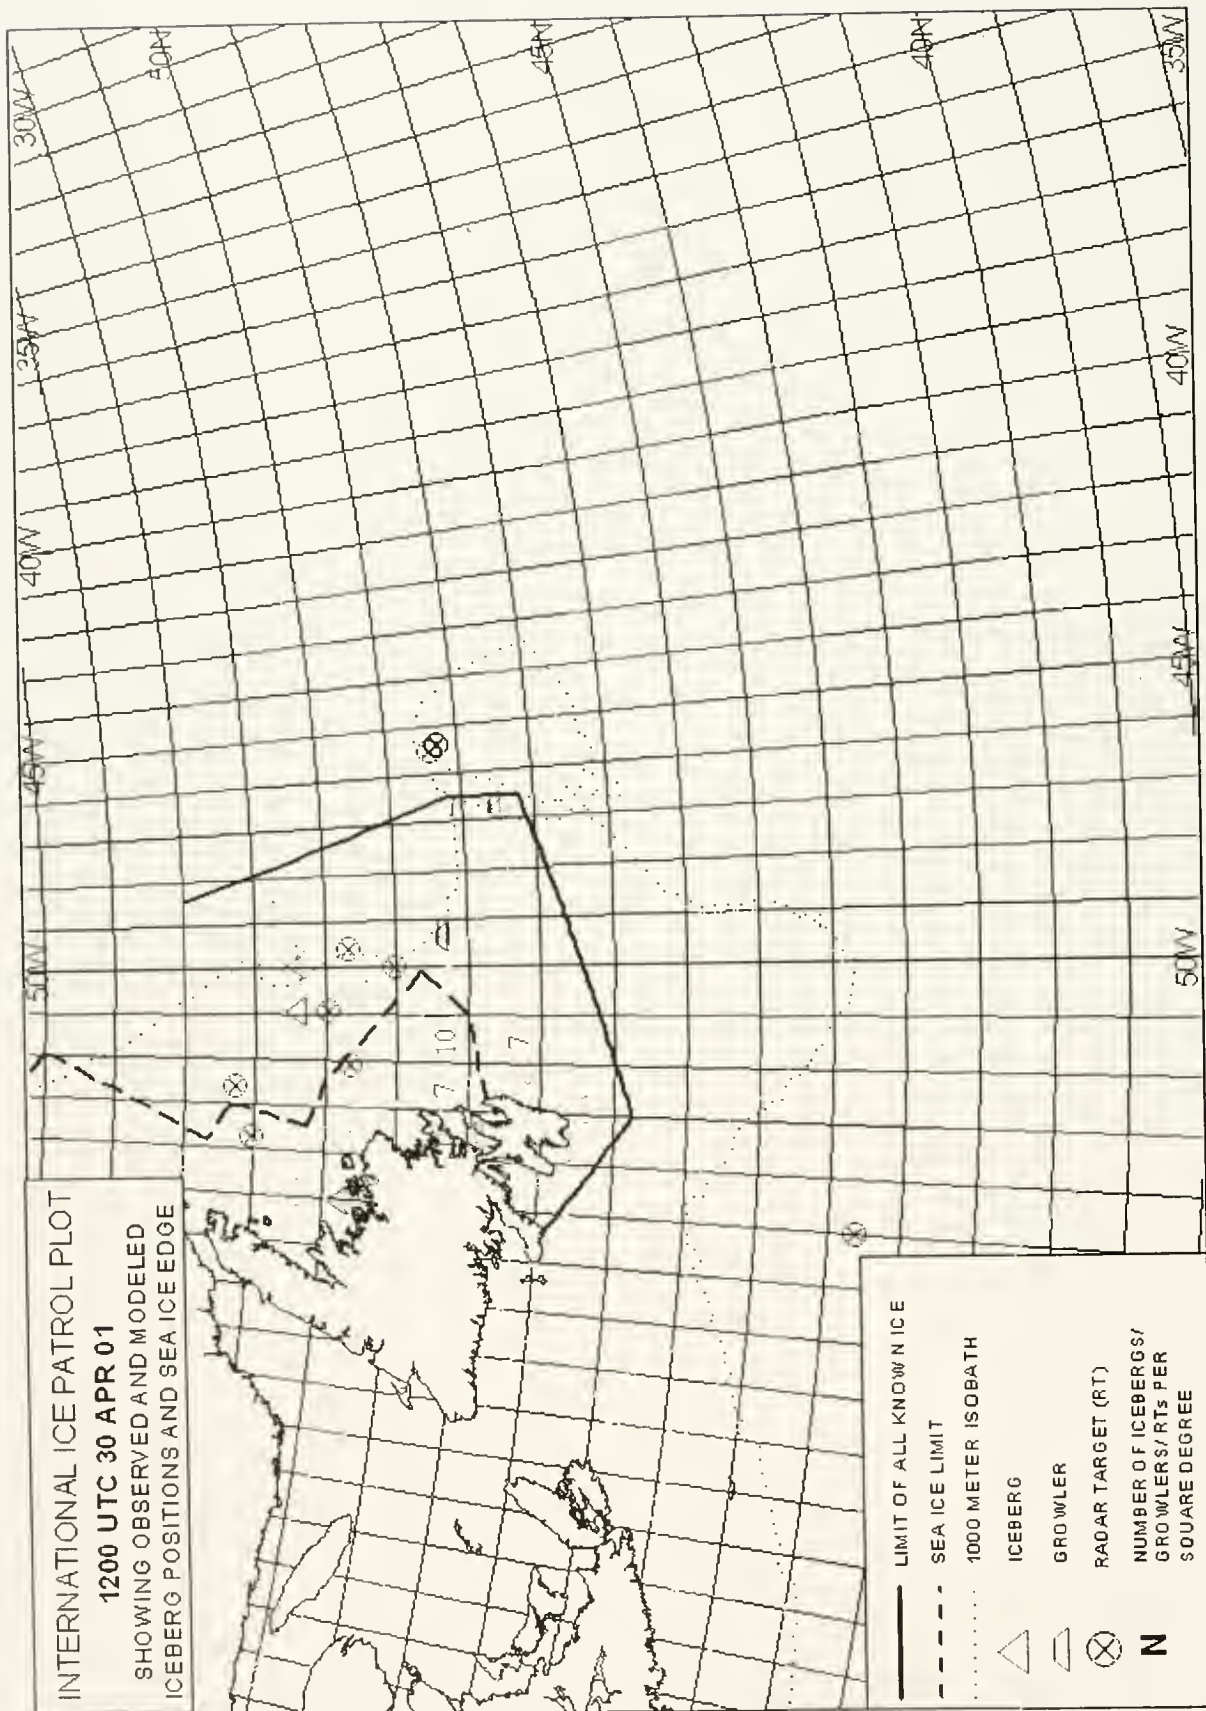 INTERNATIONAL ICE PATROL PLOT
1200 UTC 30 APR 01
SHOWING OBSERVED AND MODELED
ICEBERG POSITIONS AND SEA ICE EDGE
50W
45W
40W
35W
30W
50N
45N
40N
35W
40W
45W
50W
7
10
7
1
LIMIT OF ALL KNOWN ICE
SEA ICE LIMIT
1000 METER ISOBATH
ICEBERG
GROWLER
RADAR TARGET (RT)
N
NUMBER OF ICEBERGS/
GROWLERS/RTs PER
SQUARE DEGREE